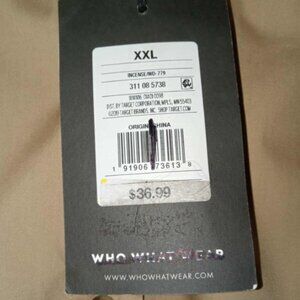 XXL
INCENSE/MD-779
311 08 5738
DIST. BY TARGET CORPORATION, MPLS, MN 55403
TARGET BRANDS, INC. SHOP TARGET.COM
ORIGIN: CHINA
1 91906 73613 8
$36.99
WHO WHAT WEAR
WWW.WHOWHATWEAR.COM